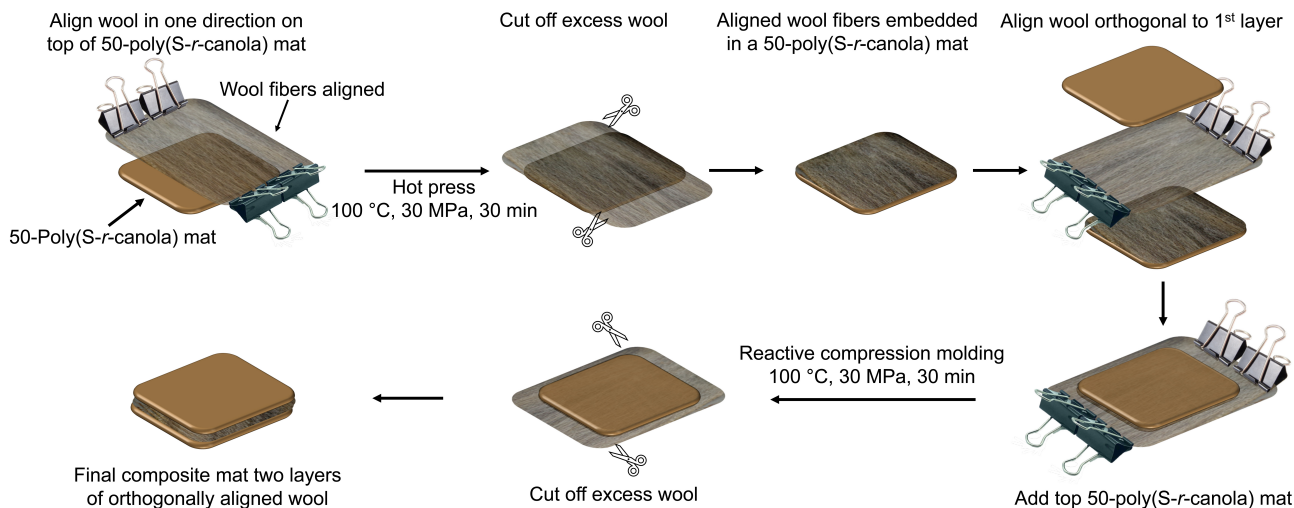 Align wool in one direction on
top of 50-poly(S-r-canola) mat
Wool fibers aligned
50-Poly(S-r-canola) mat
Hot press
100 °C, 30 MPa, 30 min
Cut off excess wool
Aligned wool fibers embedded
in a 50-poly(S-r-canola) mat
Align wool orthogonal to 1st layer
Add top 50-poly(S-r-canola) mat
Reactive compression molding
100 °C, 30 MPa, 30 min
Cut off excess wool
Final composite mat two layers
of orthogonally aligned wool